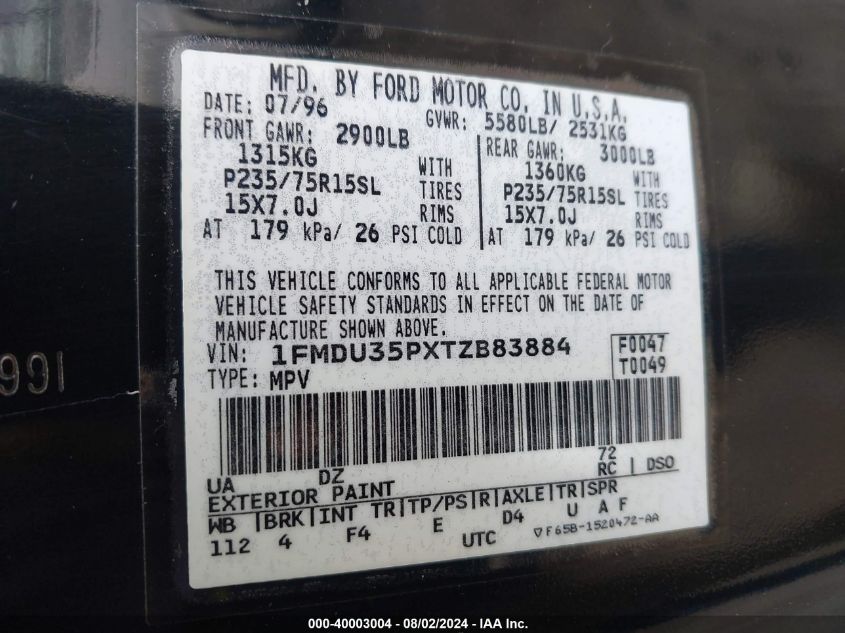 MFD. BY FORD MOTOR CO. IN U.S.A.
DATE: 07/96 GVWR: 5580LB/ 2531KG
FRONT GAWR: 2900LB REAR GAWR: 3000LB
1315KG WITH 1360KG WITH
P235/75R15SL TIRES P235/75R15SL TIRES
15X7.0J RIMS 15X7.0J RIMS
AT 179 kPa/ 26 PSI COLD AT 179 kPa/ 26 PSI COLD
THIS VEHICLE CONFORMS TO ALL APPLICABLE FEDERAL MOTOR
VEHICLE SAFETY STANDARDS IN EFFECT ON THE DATE OF
MANUFACTURE SHOWN ABOVE.
VIN: 1FMDU35PXTZB83884 F0047
TYPE: MPV T0049
1991
72
UA DZ RC | DSO
EXTERIOR PAINT
WB |BRK|INT TR|TP/PS|R|AXLE|TR|SPR
112 4 F4 E D4 U A F
UTC ▽F65B-1520472-AA
000-40003004 - 08/02/2024 - IAA Inc.